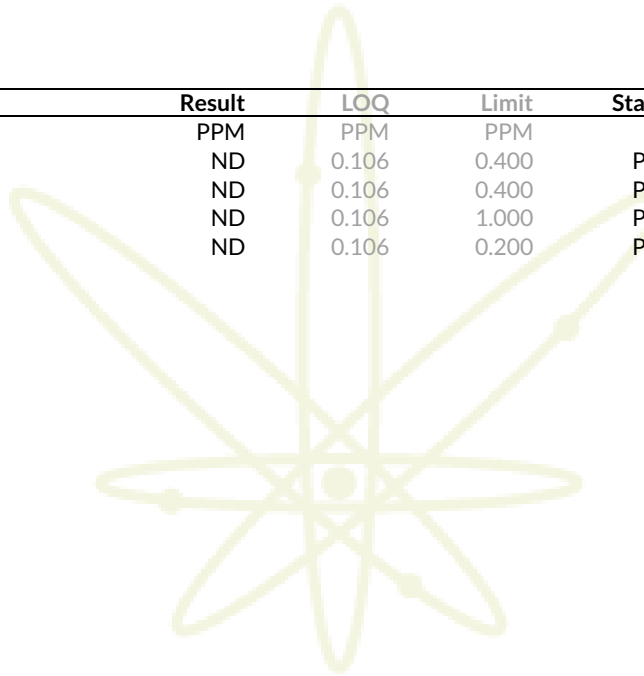 Result LOQ Limit
PPM PPM PPM
ND 0.106 0.400 P
ND 0.106 0.400 P
ND 0.106 1.000 P
ND 0.106 0.200 P